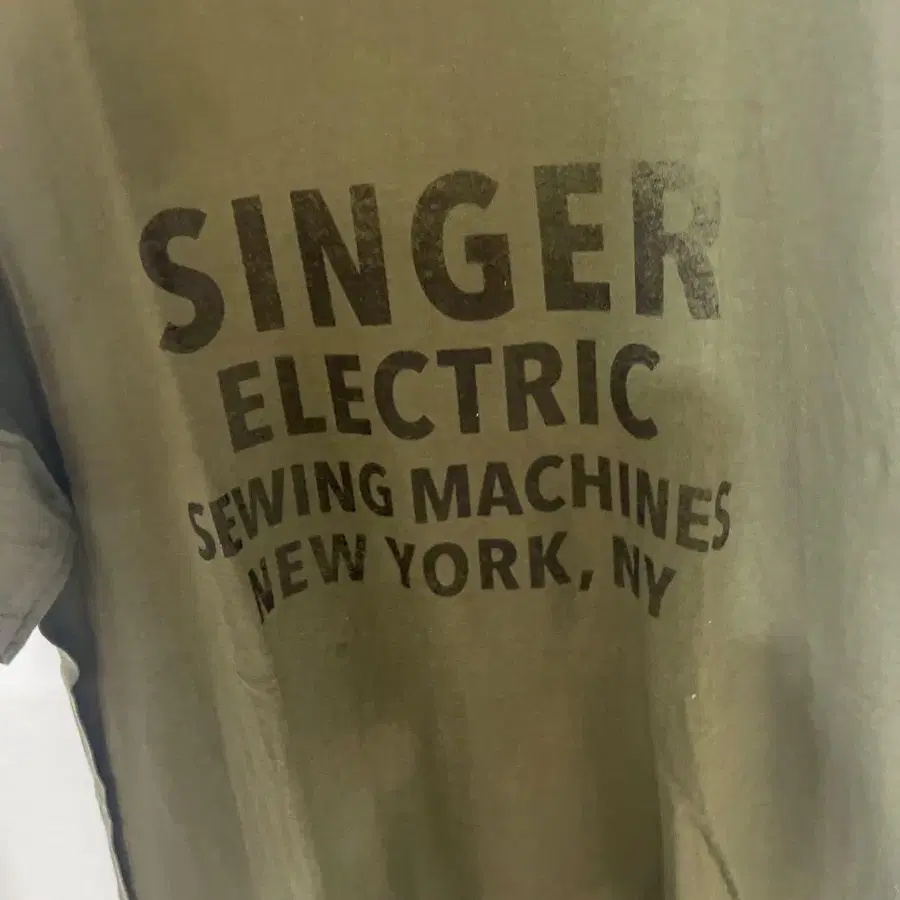 SINGER
ELECTRIC
SEWING MACHINES
NEW YORK, NY